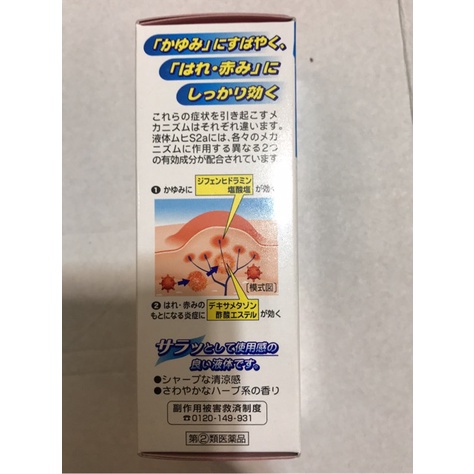 「かゆみ」にすばやく、
「はれ・赤み」に
しっかり効く
これらの症状を引き起こすメ
カニズムはそれぞれ違います。
液体ムヒS2aには、各々のメカ
ニズムに作用する異なる2つ
の有効成分が配合されています
① かゆみに ジフェンヒドラミン塩酸塩 が効く
[模式図]
② はれ・赤みの
もとになる炎症に デキサメタゾン酢酸エステル が効く
サラッとして使用感の
良い液体です。
●シャープな清涼感
●さわやかなハーブ系の香り
副作用被害救済制度
☎0120-149-931
第②類医薬品